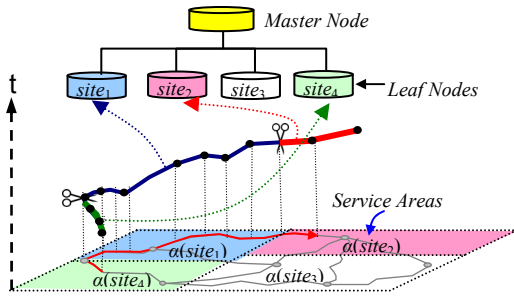 Master Node
t
site1
site2
site3
site4
Leaf Nodes
Service Areas
α(site1)
α(site2)
α(site4)
α(site3)